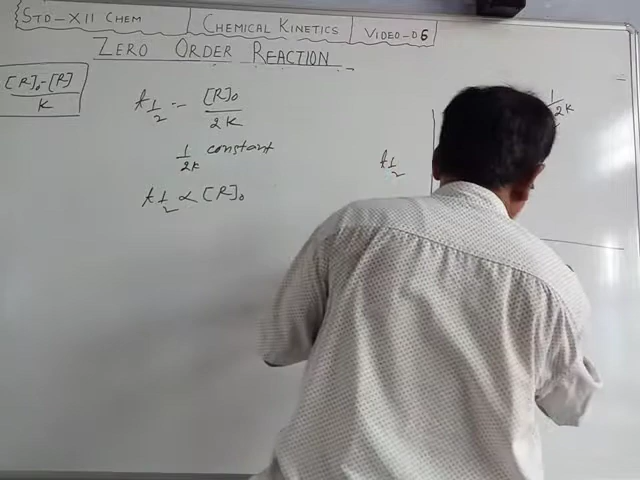 STD-XII CHEM | CHEMICAL KINETICS | VIDEO-06
ZERO ORDER REACTION
[R]₀-[R]
K
t1/2 = [R]₀
2K
1/2K constant
t1/2 ∝ [R]₀
t1/2
1/2K